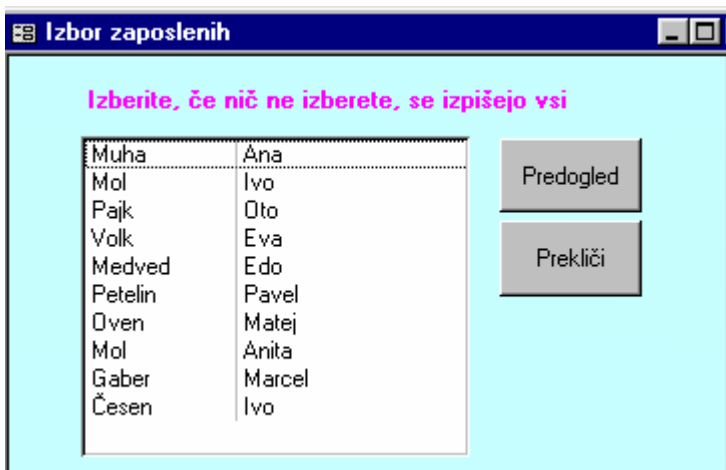 Izbor zaposlenih
Izberite, če nič ne izberete, se izpišejo vsi
Muha Ana
Mol Ivo
Pajk Oto
Volk Eva
Medved Edo
Petelin Pavel
Oven Matej
Mol Anita
Gaber Marcel
Česen Ivo
Predogled
Prekliči